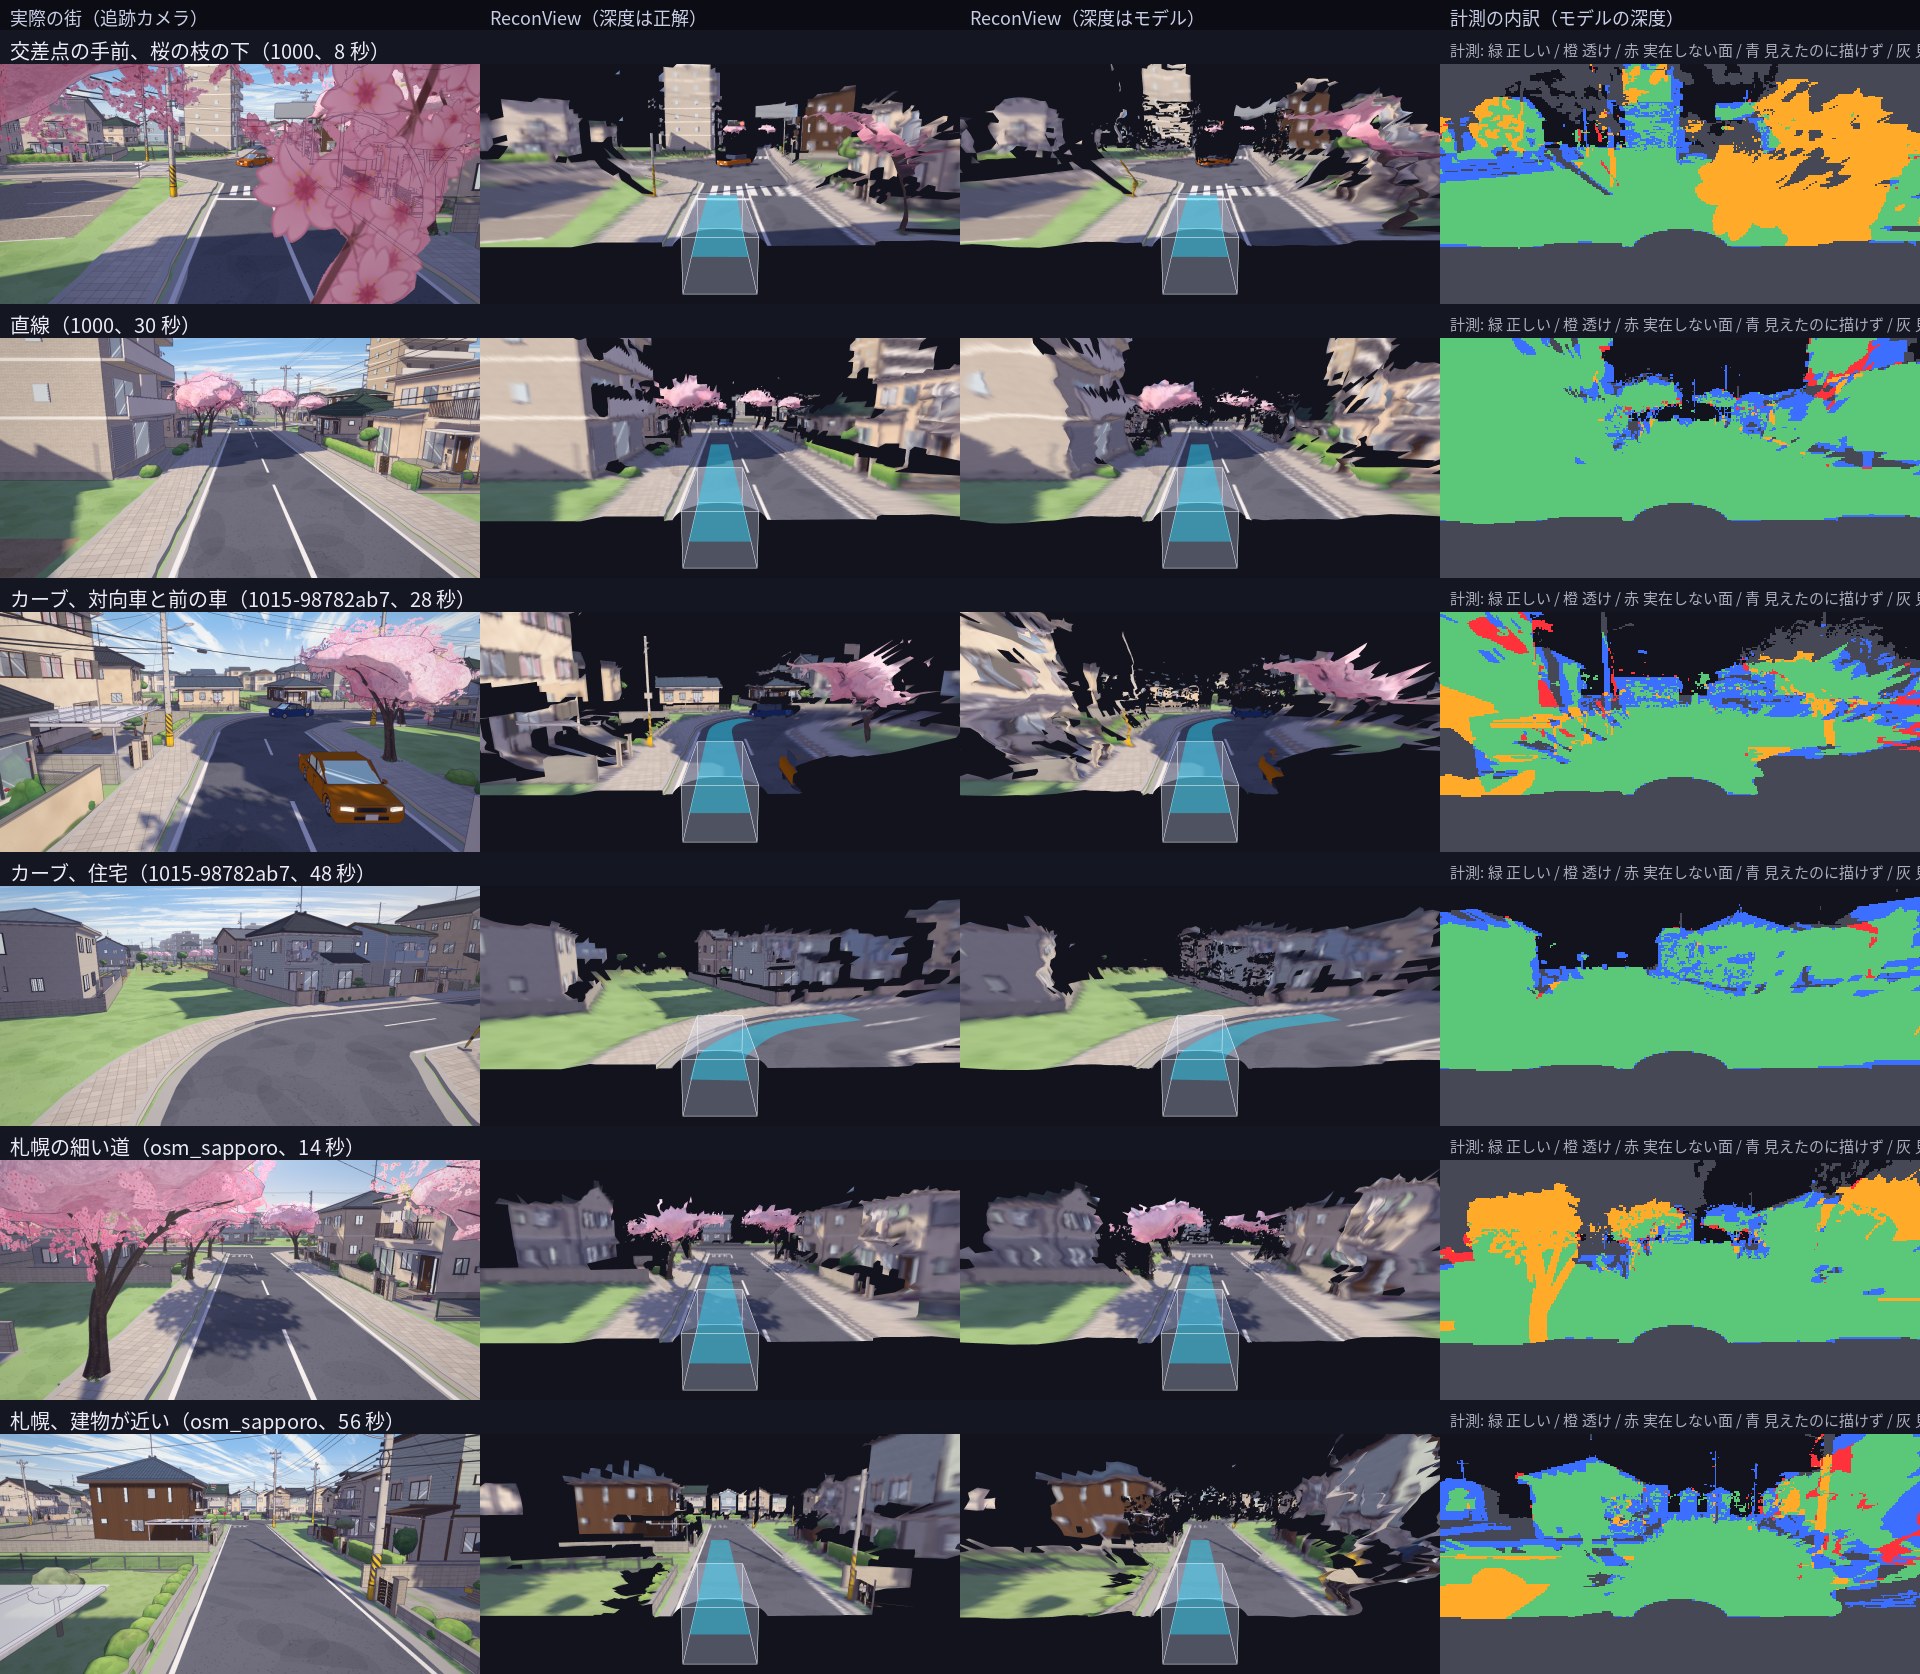 実際の街（追跡カメラ）
ReconView（深度は正解）
ReconView（深度はモデル）
計測の内訳（モデルの深度）
交差点の手前、桜の枝の下（1000、8 秒）
計測: 緑 正しい / 橙 透け / 赤 実在しない面 / 青 見えたのに描けず / 灰
直線（1000、30 秒）
計測: 緑 正しい / 橙 透け / 赤 実在しない面 / 青 見えたのに描けず / 灰
カーブ、対向車と前の車（1015-98782ab7、28 秒）
計測: 緑 正しい / 橙 透け / 赤 実在しない面 / 青 見えたのに描けず / 灰
カーブ、住宅（1015-98782ab7、48 秒）
計測: 緑 正しい / 橙 透け / 赤 実在しない面 / 青 見えたのに描けず / 灰
札幌の細い道（osm_sapporo、14 秒）
計測: 緑 正しい / 橙 透け / 赤 実在しない面 / 青 見えたのに描けず / 灰
札幌、建物が近い（osm_sapporo、56 秒）
計測: 緑 正しい / 橙 透け / 赤 実在しない面 / 青 見えたのに描けず / 灰